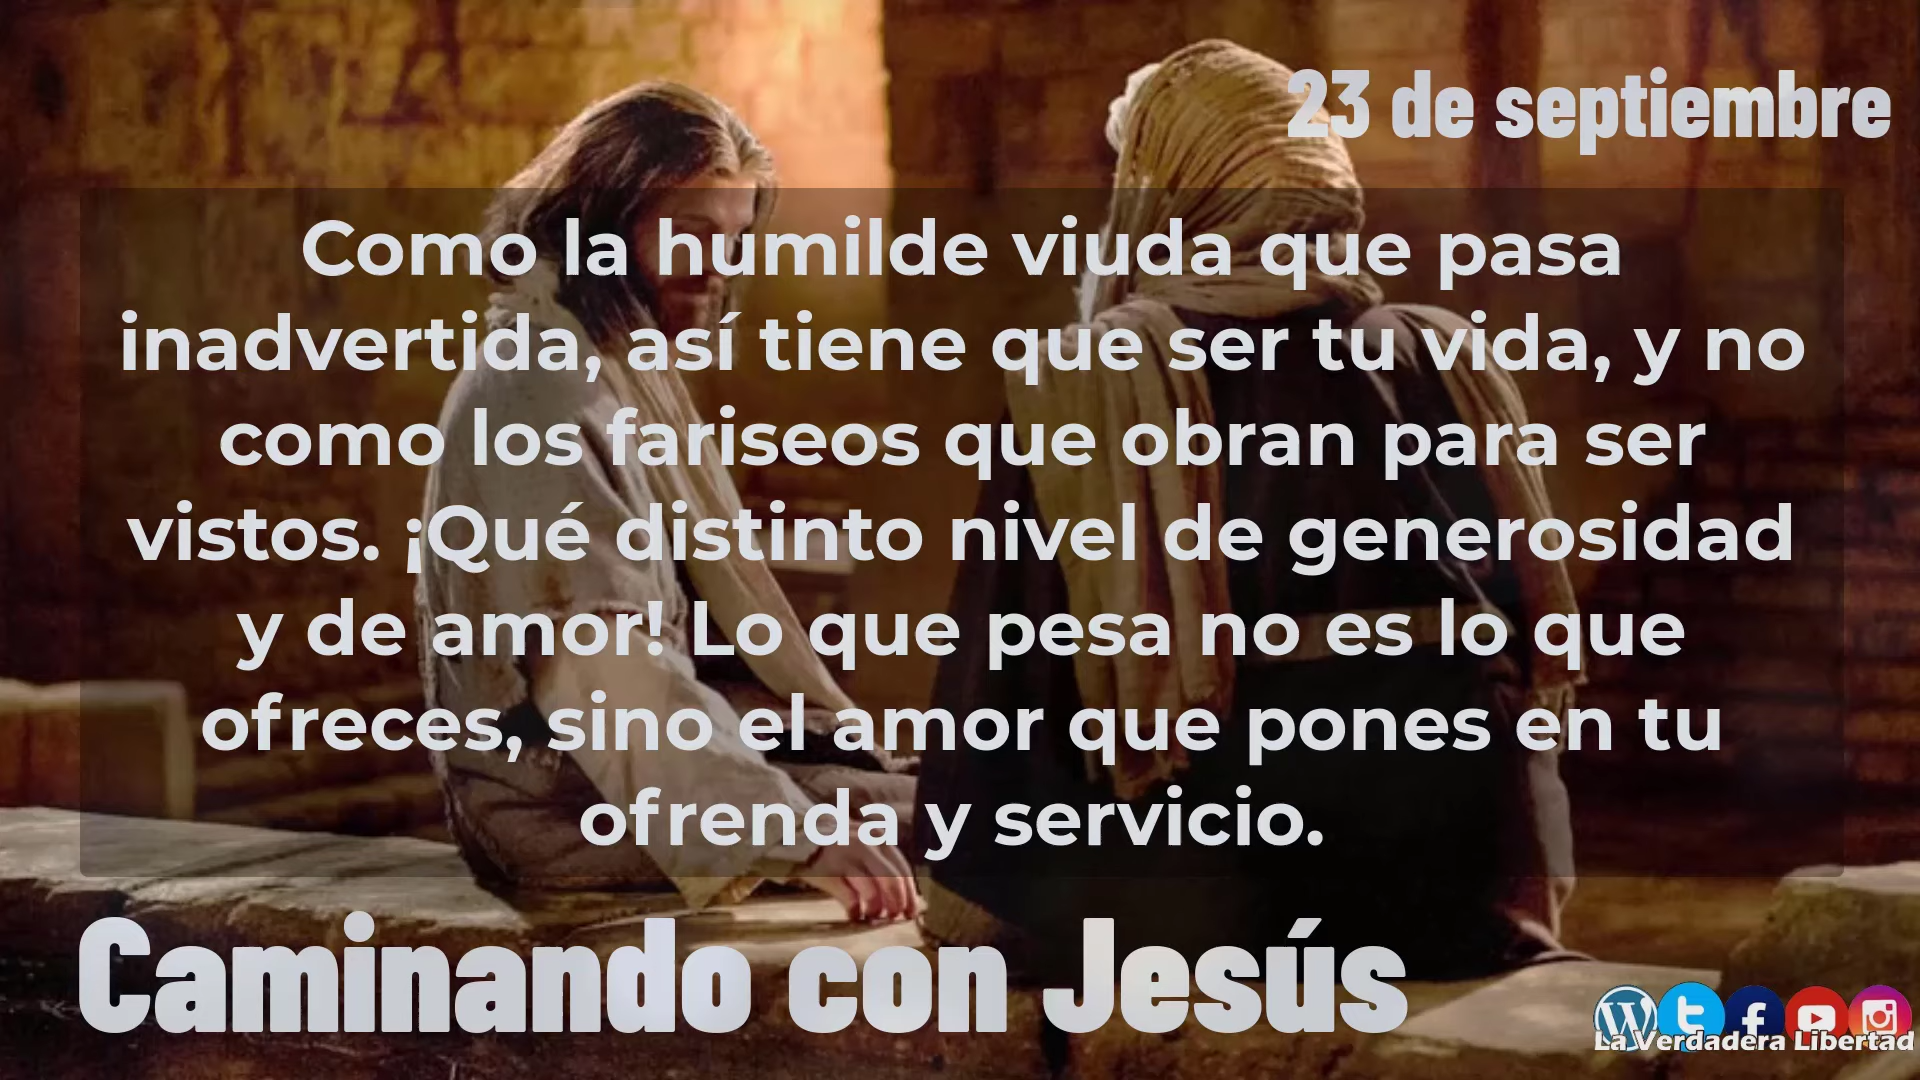 23 de septiembre
Como la humilde viuda que pasa
inadvertida, así tiene que ser tu vida, y no
como los fariseos que obran para ser
vistos. ¡Qué distinto nivel de generosidad
y de amor! Lo que pesa no es lo que
ofreces, sino el amor que pones en tu
ofrenda y servicio.
Caminando con Jesús
La Verdadera Libertad